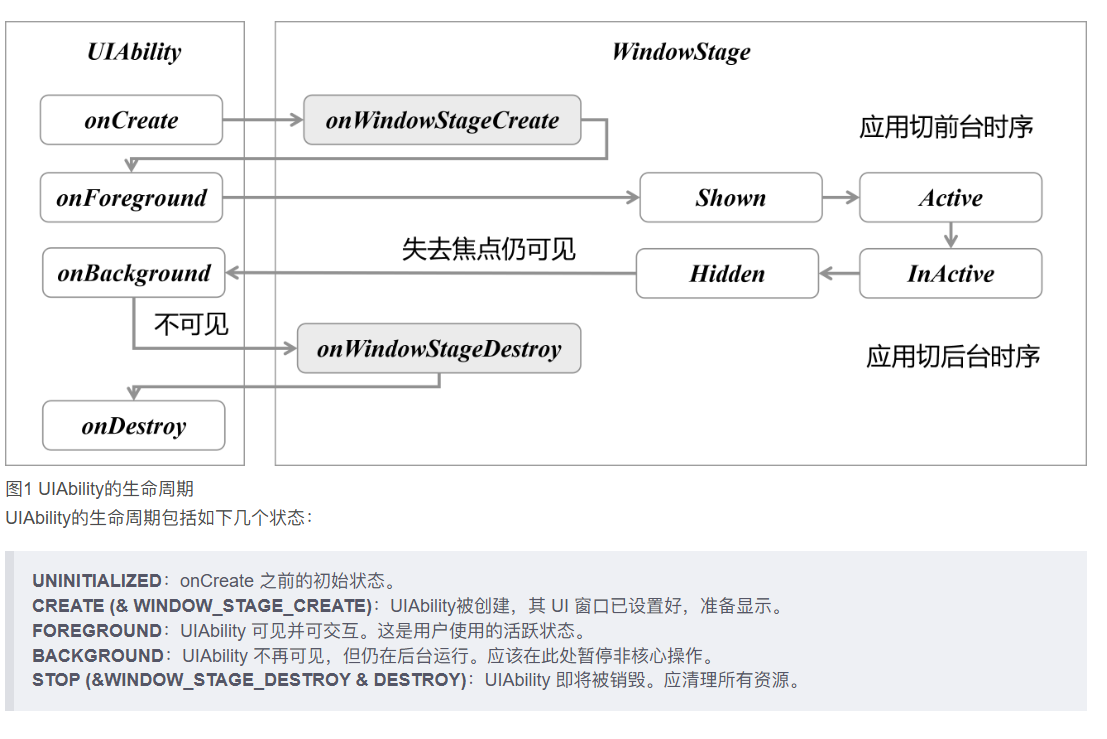 UIAbility
WindowStage
onCreate
onWindowStageCreate
应用切前台时序
onForeground
Shown
Active
失去焦点仍可见
onBackground
Hidden
InActive
不可见
onWindowStageDestroy
应用切后台时序
onDestroy
图1 UIAbility的生命周期
UIAbility的生命周期包括如下几个状态：
UNINITIALIZED：onCreate 之前的初始状态。
CREATE (& WINDOW_STAGE_CREATE)：UIAbility被创建，其 UI 窗口已设置好，准备显示。
FOREGROUND：UIAbility 可见并可交互。这是用户使用的活跃状态。
BACKGROUND：UIAbility 不再可见，但仍在后台运行。应该在此处暂停非核心操作。
STOP (&WINDOW_STAGE_DESTROY & DESTROY)：UIAbility 即将被销毁。应清理所有资源。